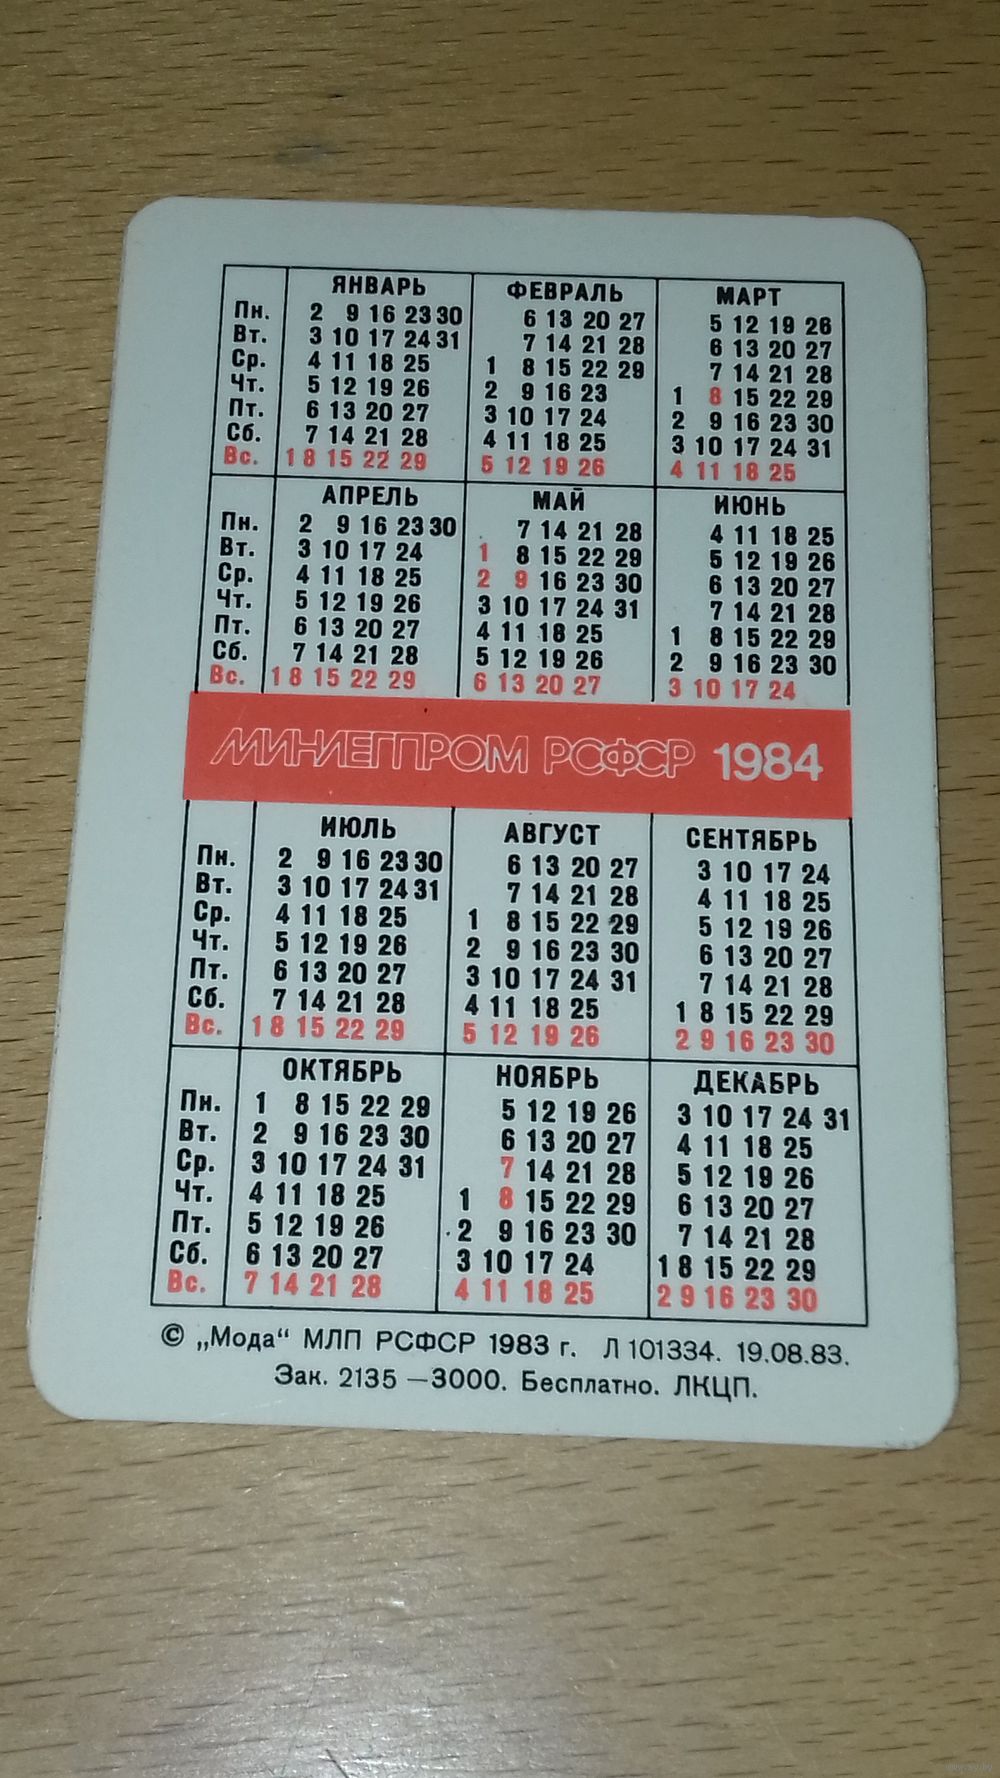 ЯНВАРЬ ФЕВРАЛЬ МАРТ
Пн. 2 9 16 23 30 6 13 20 27 5 12 19 26
Вт. 3 10 17 24 31 7 14 21 28 6 13 20 27
Ср. 4 11 18 25 1 8 15 22 29 7 14 21 28
Чт. 5 12 19 26 2 9 16 23 1 8 15 22 29
Пт. 6 13 20 27 3 10 17 24 2 9 16 23 30
Сб. 7 14 21 28 4 11 18 25 3 10 17 24 31
Вс. 1 8 15 22 29 5 12 19 26 4 11 18 25
АПРЕЛЬ МАЙ ИЮНЬ
Пн. 2 9 16 23 30 7 14 21 28 4 11 18 25
Вт. 3 10 17 24 1 8 15 22 29 5 12 19 26
Ср. 4 11 18 25 2 9 16 23 30 6 13 20 27
Чт. 5 12 19 26 3 10 17 24 31 7 14 21 28
Пт. 6 13 20 27 4 11 18 25 1 8 15 22 29
Сб. 7 14 21 28 5 12 19 26 2 9 16 23 30
Вс. 1 8 15 22 29 6 13 20 27 3 10 17 24
МИНЛЕГПРОМ РСФСР 1984
ИЮЛЬ АВГУСТ СЕНТЯБРЬ
Пн. 2 9 16 23 30 6 13 20 27 3 10 17 24
Вт. 3 10 17 24 31 7 14 21 28 4 11 18 25
Ср. 4 11 18 25 1 8 15 22 29 5 12 19 26
Чт. 5 12 19 26 2 9 16 23 30 6 13 20 27
Пт. 6 13 20 27 3 10 17 24 31 7 14 21 28
Сб. 7 14 21 28 4 11 18 25 1 8 15 22 29
Вс. 1 8 15 22 29 5 12 19 26 2 9 16 23 30
ОКТЯБРЬ НОЯБРЬ ДЕКАБРЬ
Пн. 1 8 15 22 29 5 12 19 26 3 10 17 24 31
Вт. 2 9 16 23 30 6 13 20 27 4 11 18 25
Ср. 3 10 17 24 31 7 14 21 28 5 12 19 26
Чт. 4 11 18 25 1 8 15 22 29 6 13 20 27
Пт. 5 12 19 26 2 9 16 23 30 7 14 21 28
Сб. 6 13 20 27 3 10 17 24 1 8 15 22 29
Вс. 7 14 21 28 4 11 18 25 2 9 16 23 30
© „Мода“ МЛП РСФСР 1983 г. Л 101334. 19.08.83.
Зак. 2135 —3000. Бесплатно. ЛКЦП.